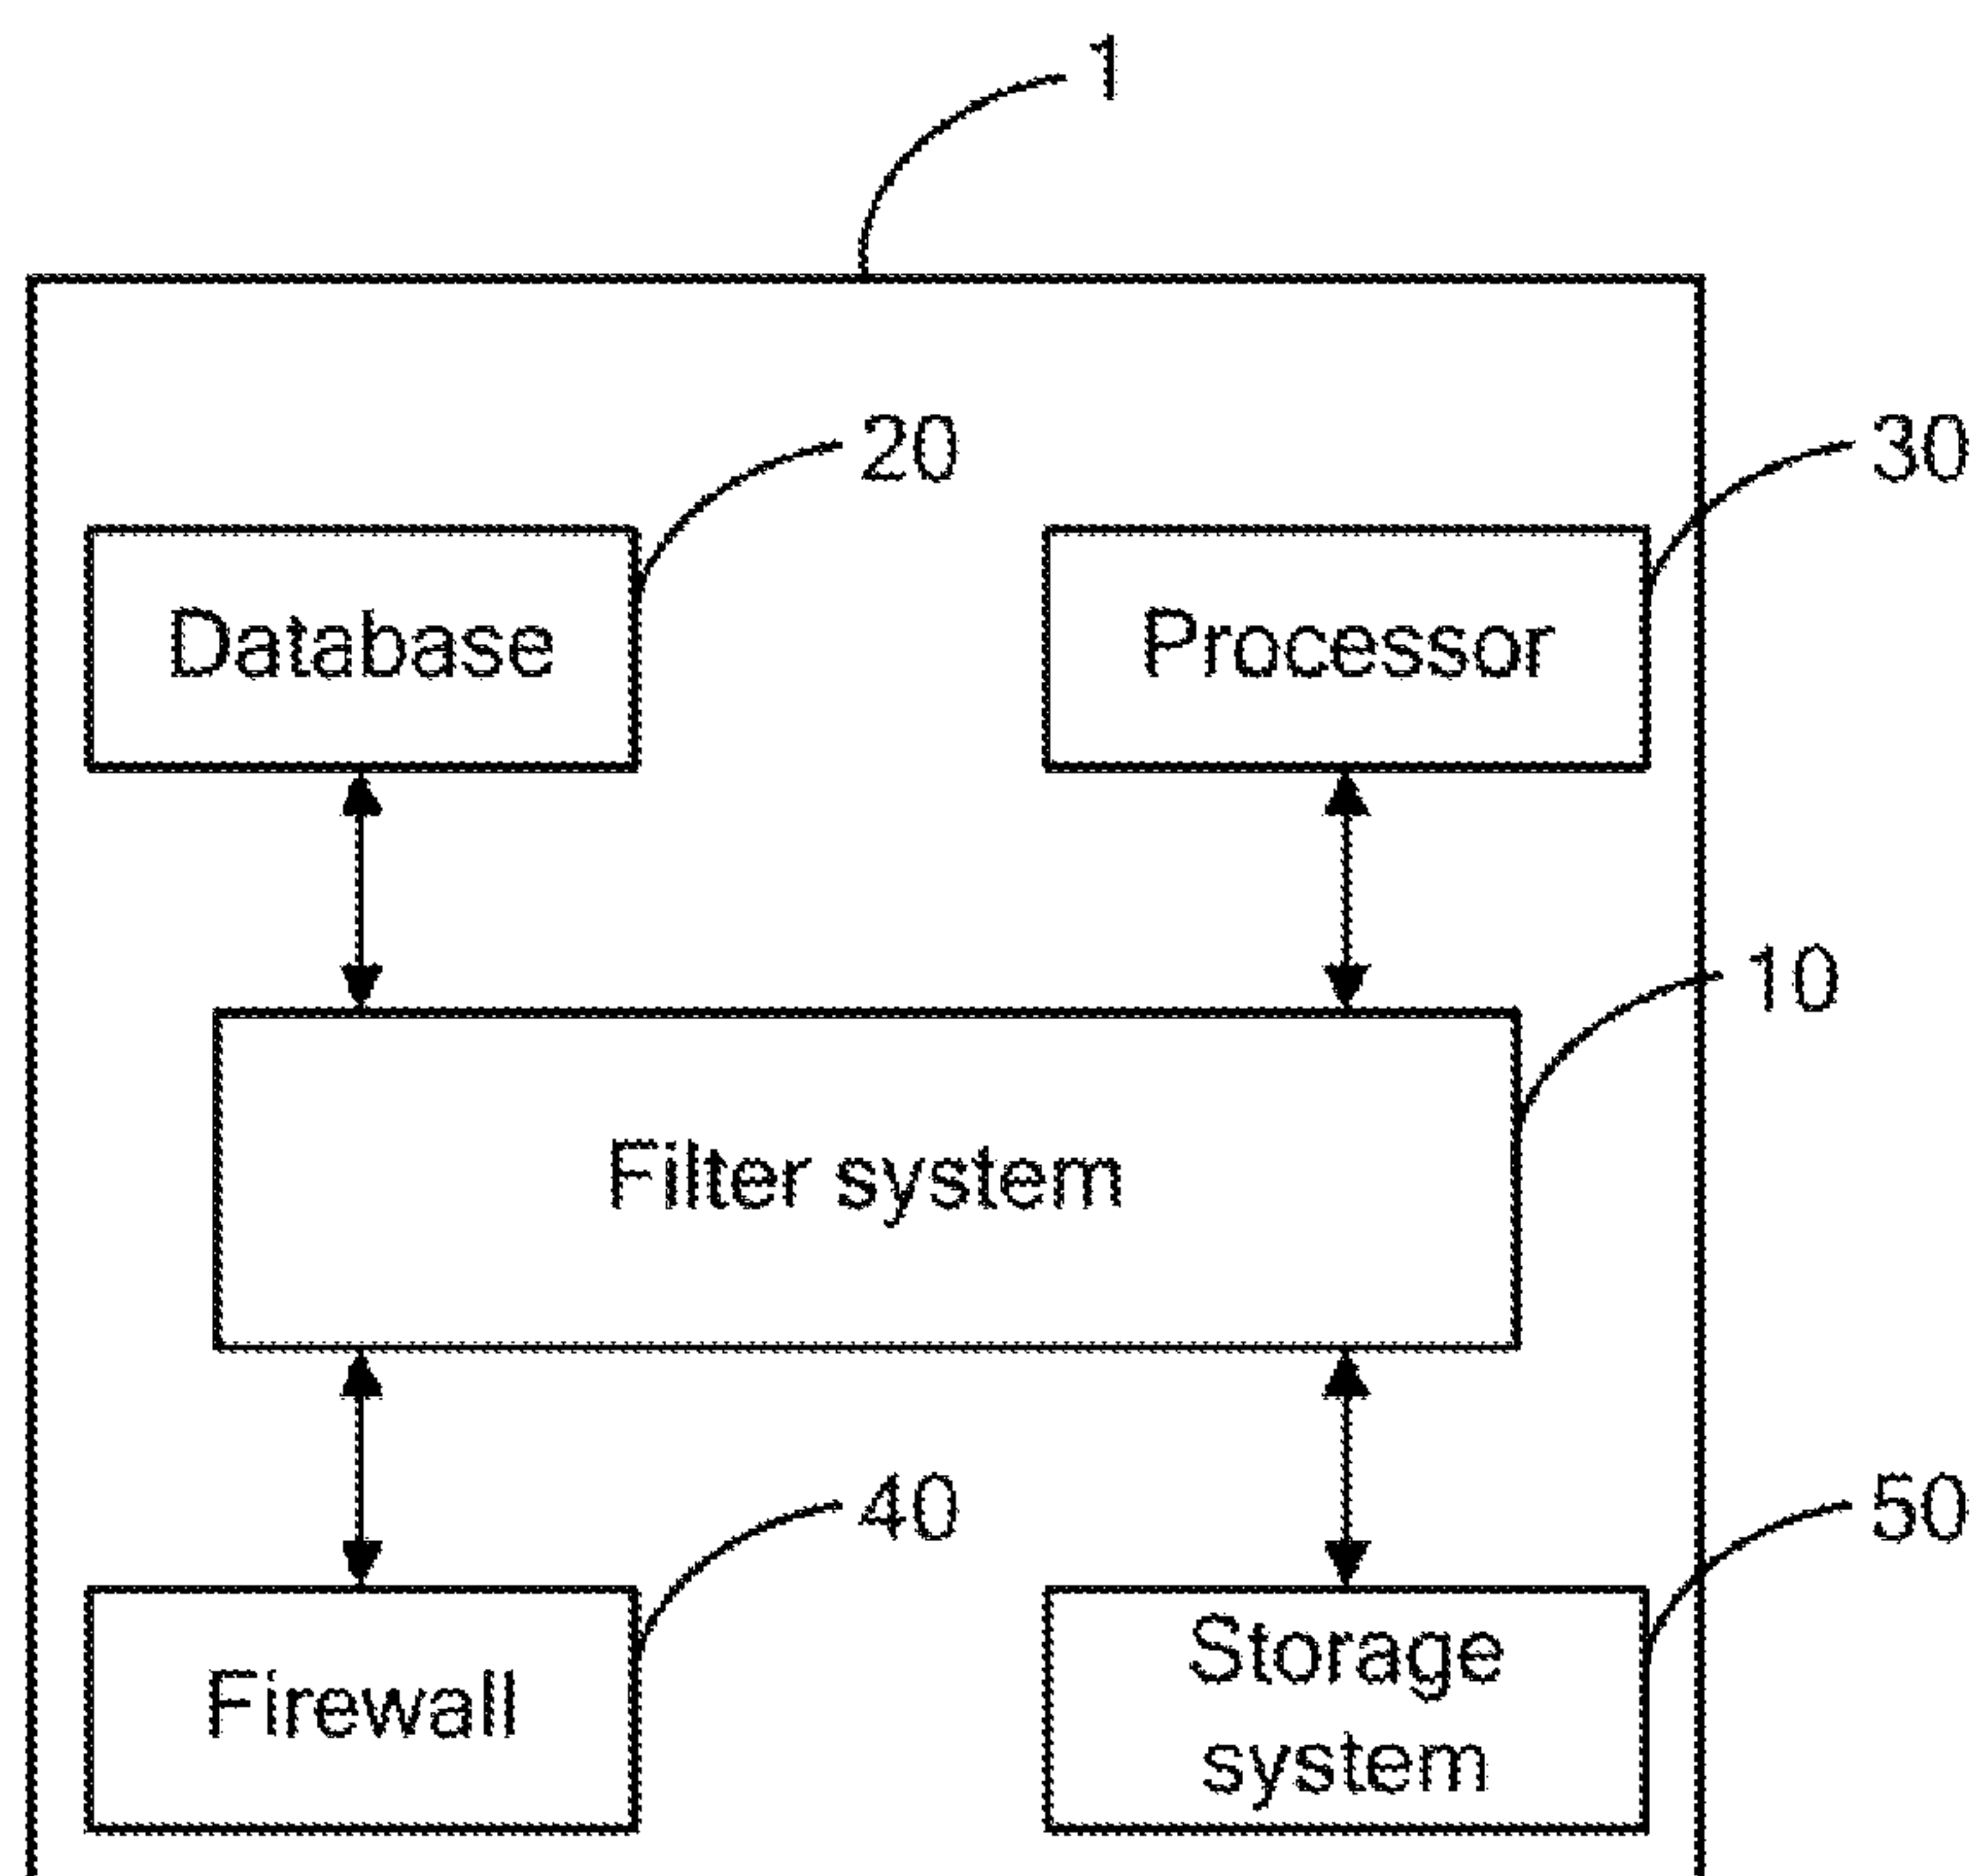 1
20
30
Database
Processor
10
Filter system
40
50
Firewall
Storage
system